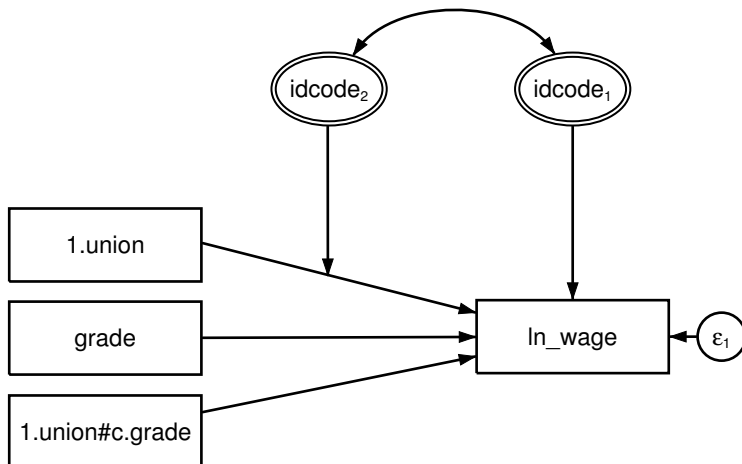 idcode₂
idcode₁
1.union
grade
ln_wage
ε₁
1.union#c.grade